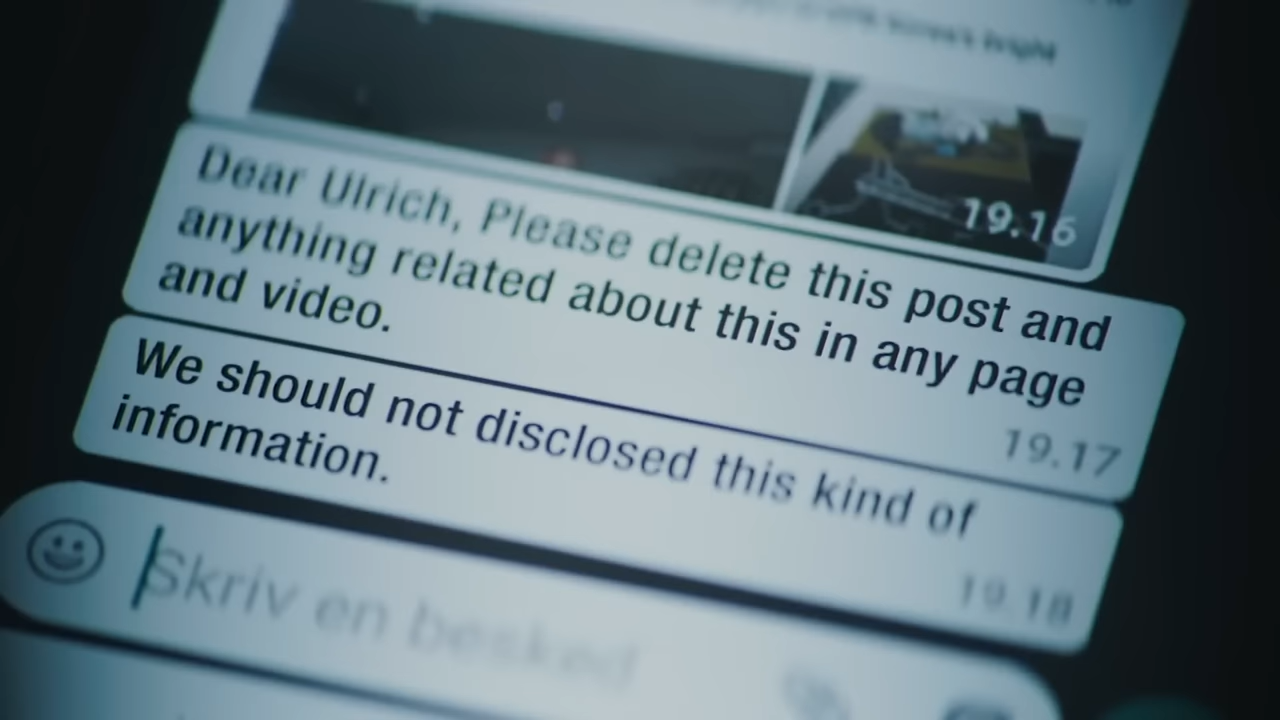 bright
19.16
Dear Ulrich, Please delete this post and
anything related about this in any page
and video.
19.17
We should not disclosed this kind of
information.
19.18
Skriv en besked